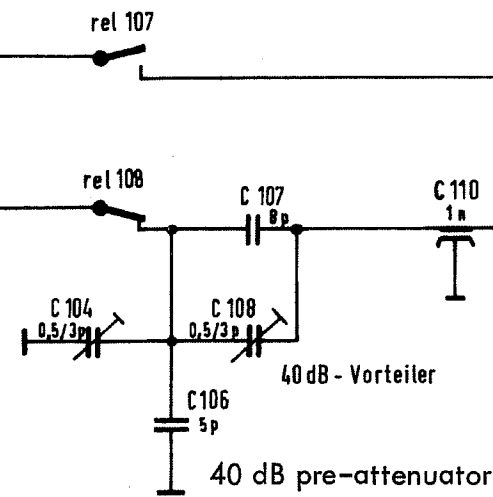 rel 107
rel 108
C 107
8p
C 110
1n
C 104
0,5/3p
C 108
0,5/3p
40 dB - Vorteiler
C 106
5p
40 dB pre-attenuator